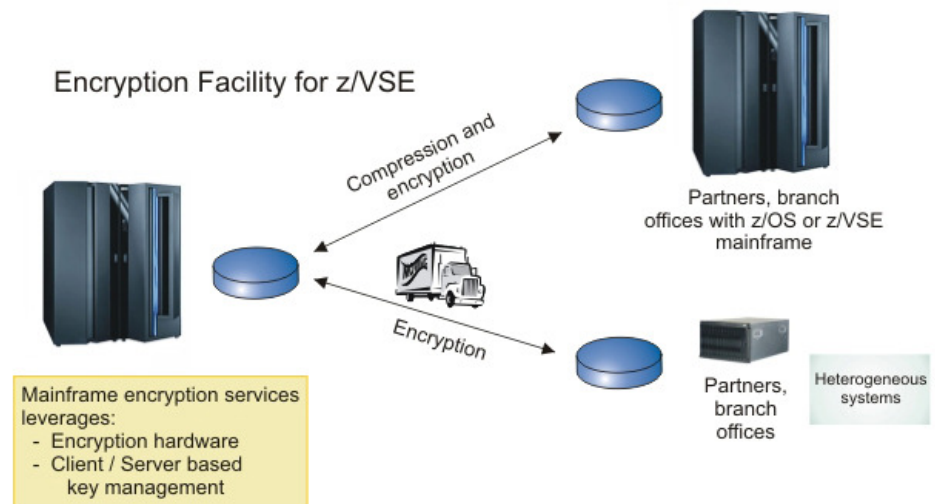 Encryption Facility for z/VSE
Compression and
encryption
Partners, branch
offices with z/OS or z/VSE
mainframe
Encryption
Partners,
branch
offices
Heterogeneous
systems
Mainframe encryption services
leverages:
- Encryption hardware
- Client / Server based
key management